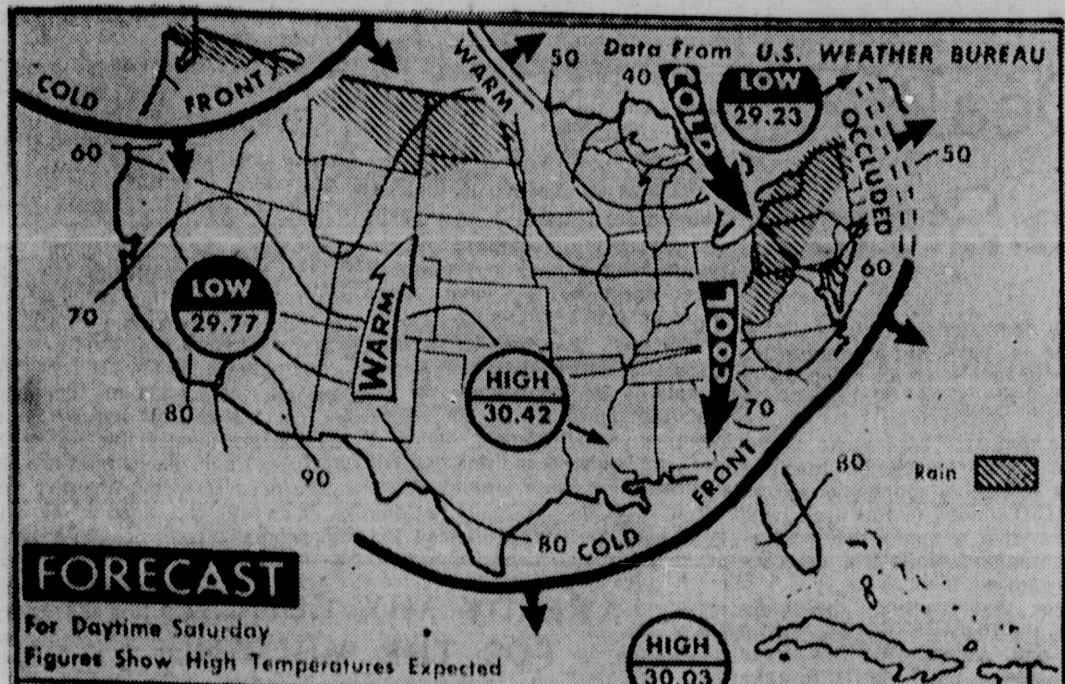 Data From U.S. WEATHER BUREAU
COLD FRONT
WARM
50
40
COLD
LOW
29.23
OCCLUDED
50
60
60
70
LOW
29.77
WARM
COOL
HIGH
30.42
80
90
70
80
Rain
80
COLD FRONT
FORECAST
For Daytime Saturday
Figures Show High Temperatures Expected
HIGH
30.03